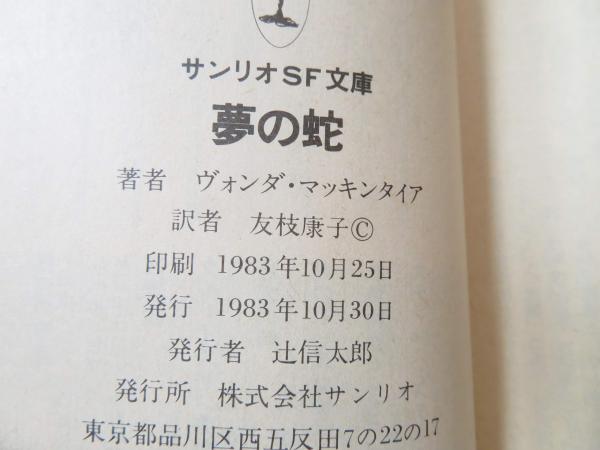 サンリオSF文庫
夢の蛇
著者 ヴォンダ・マッキンタイア
訳者 友枝康子©
印刷 1983年10月25日
発行 1983年10月30日
発行者 辻信太郎
発行所 株式会社サンリオ
東京都品川区西五反田7の22の17